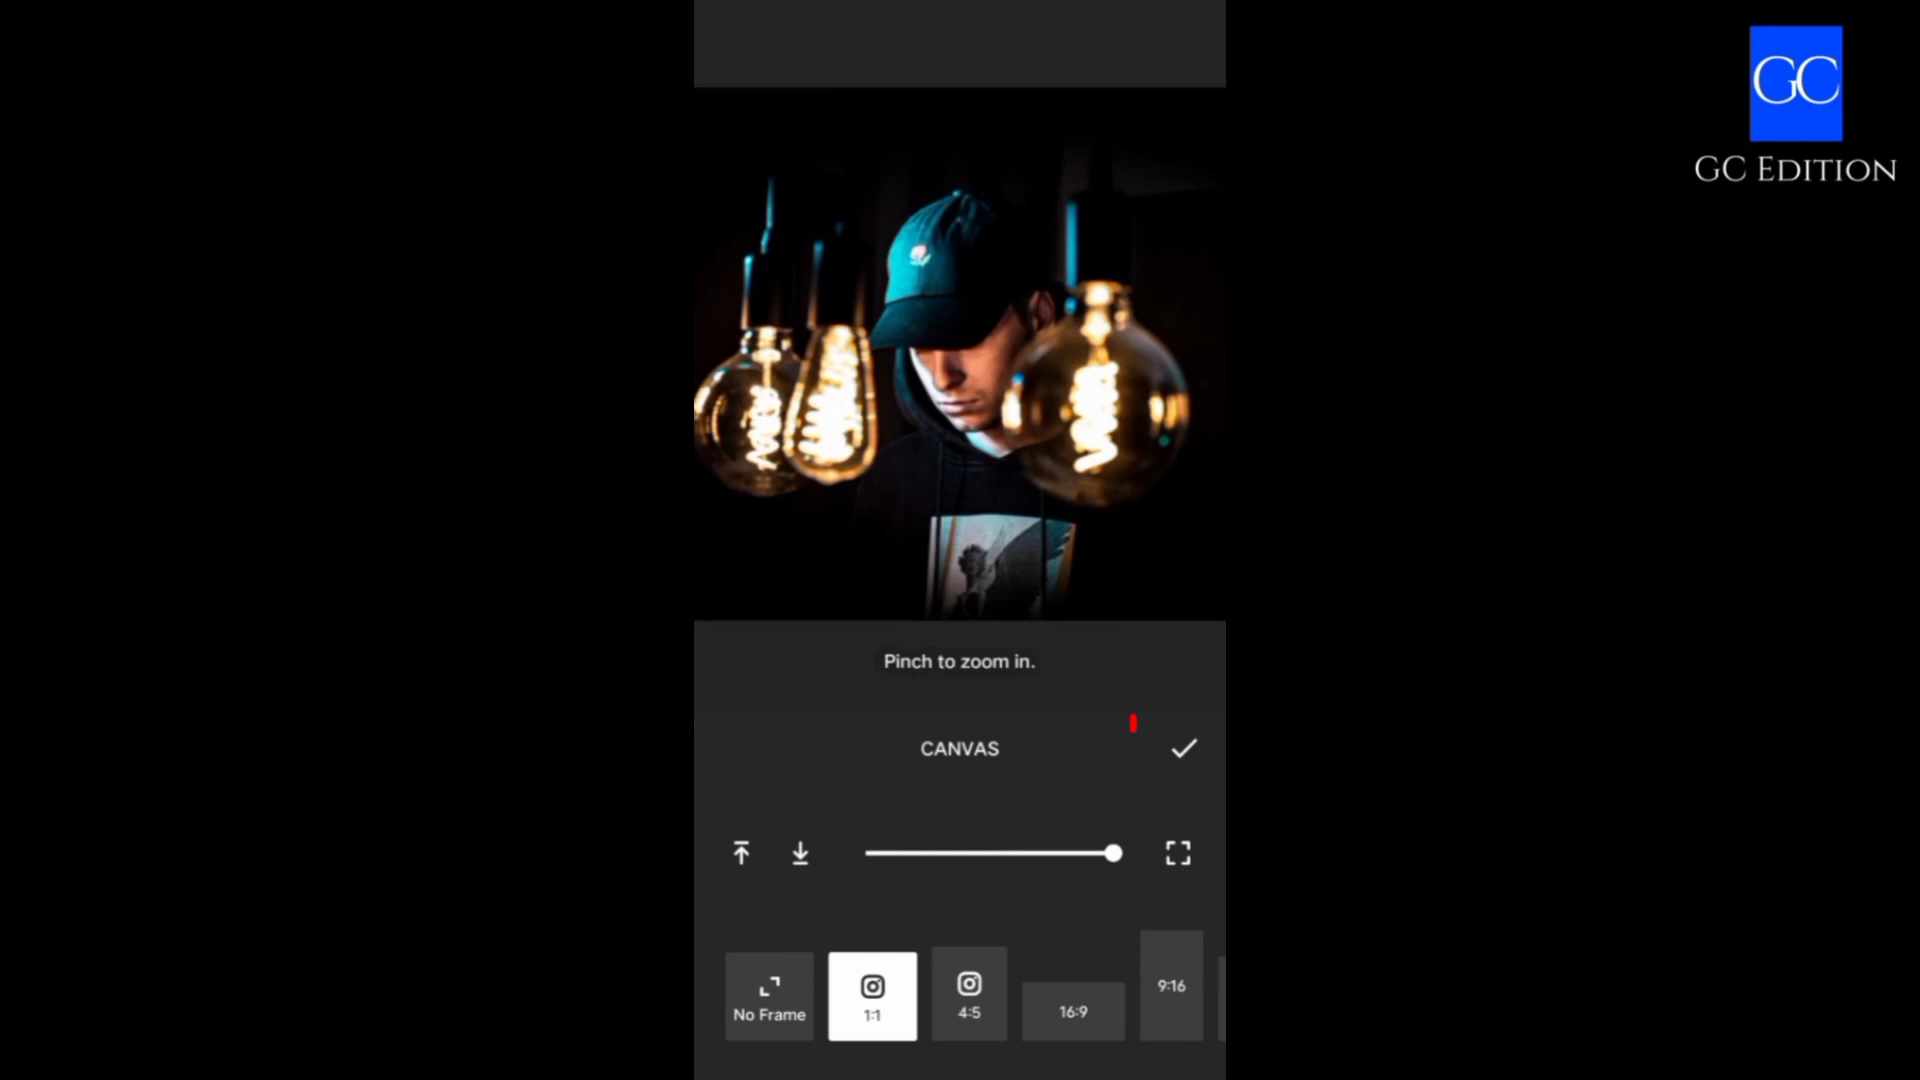 GC
GC EDITION
Pinch to zoom in.
CANVAS
No Frame
1:1
4:5
16:9
9:16